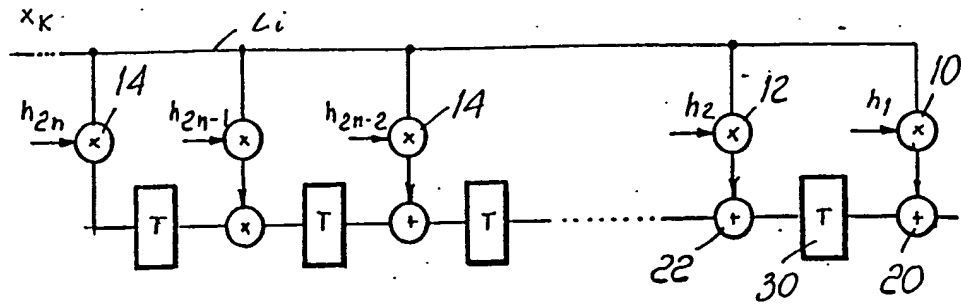 x_K
Li
14
14
12
10
h_2n
h_2n-1
h_2n-2
h_2
h_1
x
x
x
x
x
T
x
T
+
T
+
T
+
22
30
20